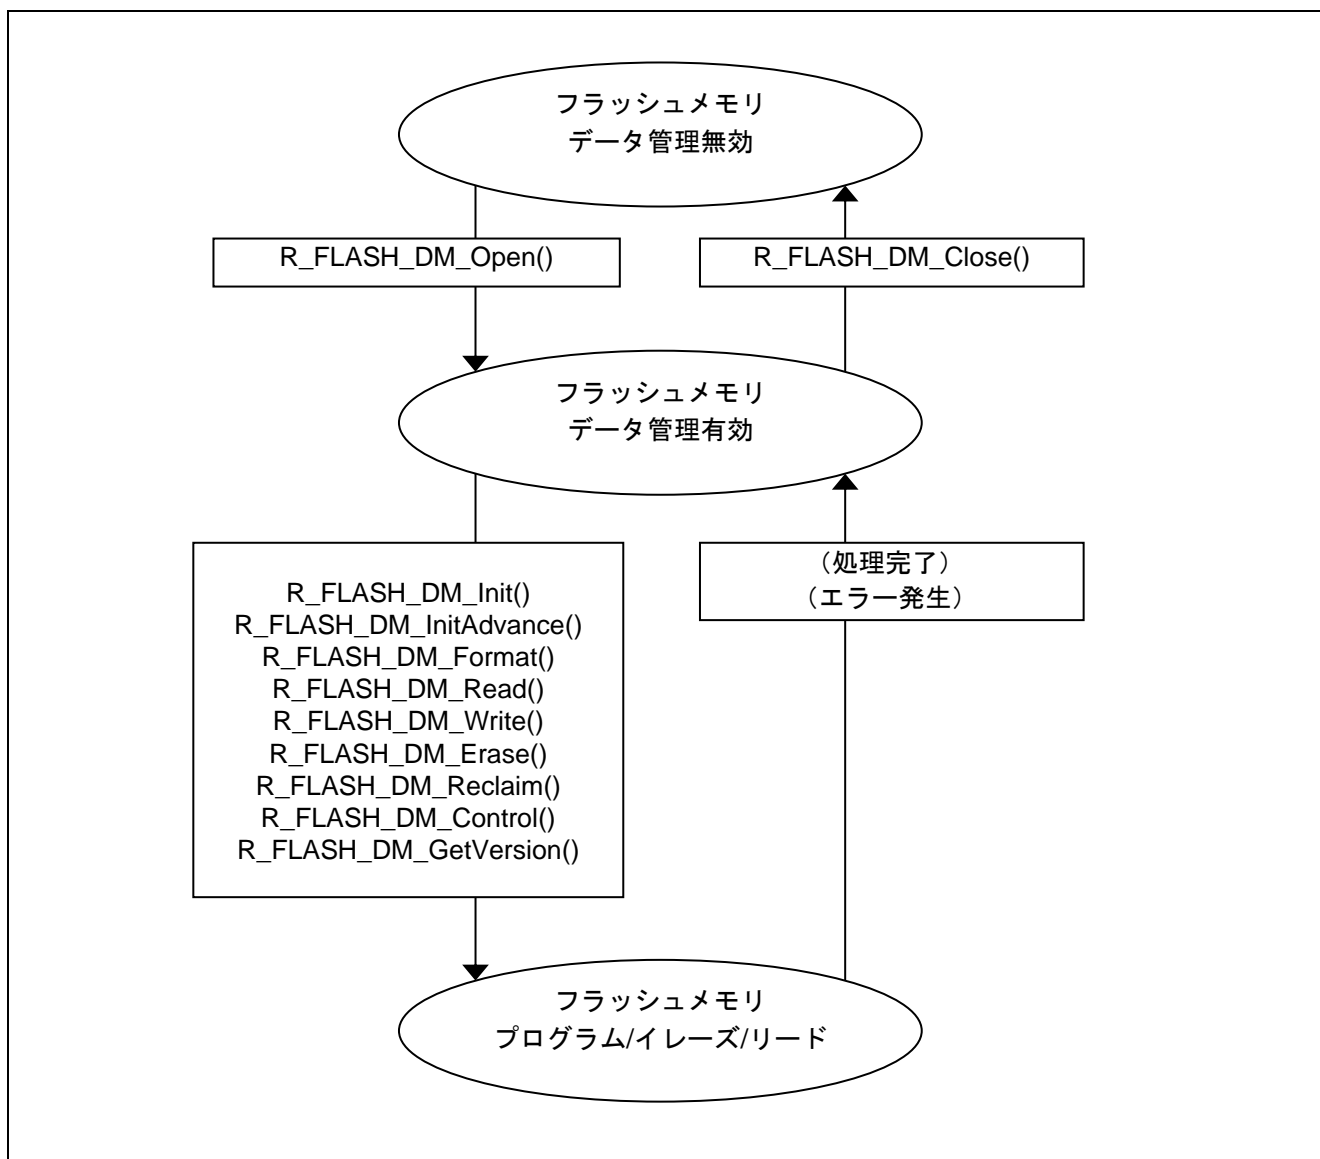 フラッシュメモリ
データ管理無効
R_FLASH_DM_Open()
R_FLASH_DM_Close()
フラッシュメモリ
データ管理有効
R_FLASH_DM_Init()
R_FLASH_DM_InitAdvance()
R_FLASH_DM_Format()
R_FLASH_DM_Read()
R_FLASH_DM_Write()
R_FLASH_DM_Erase()
R_FLASH_DM_Reclaim()
R_FLASH_DM_Control()
R_FLASH_DM_GetVersion()
（処理完了）
（エラー発生）
フラッシュメモリ
プログラム/イレーズ/リード